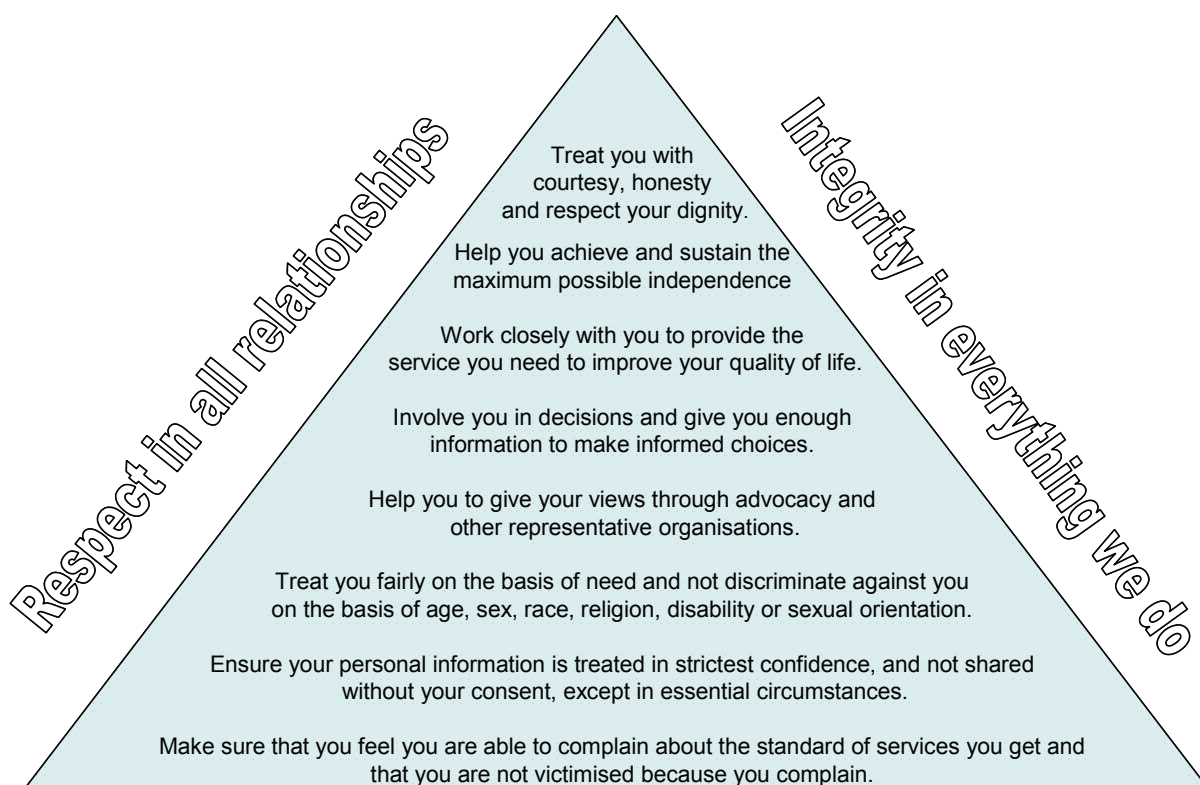 Respect in all relationships
Integrity in everything we do
Treat you with
courtesy, honesty
and respect your dignity.
Help you achieve and sustain the
maximum possible independence
Work closely with you to provide the
service you need to improve your quality of life.
Involve you in decisions and give you enough
information to make informed choices.
Help you to give your views through advocacy and
other representative organisations.
Treat you fairly on the basis of need and not discriminate against you
on the basis of age, sex, race, religion, disability or sexual orientation.
Ensure your personal information is treated in strictest confidence, and not shared
without your consent, except in essential circumstances.
Make sure that you feel you are able to complain about the standard of services you get and
that you are not victimised because you complain.